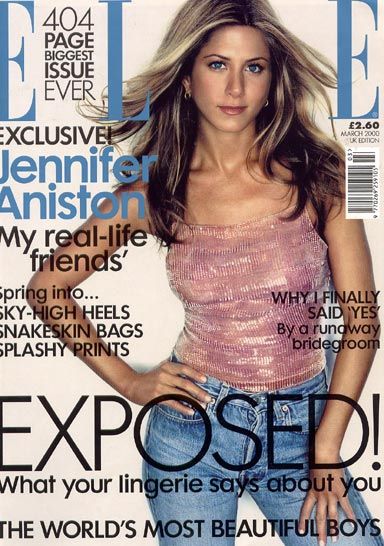 ELLE
404
PAGE
BIGGEST
ISSUE
EVER
£2.60
MARCH 2000
UK EDITION
EXCLUSIVE!
Jennifer
Aniston
'My real-life
'friends'
Spring into...
SKY-HIGH HEELS
SNAKESKIN BAGS
SPLASHY PRINTS
WHY I FINALLY
SAID 'YES'
By a runaway
bridegroom
EXPOSED!
What your lingerie says about you
THE WORLD'S MOST BEAUTIFUL BOYS